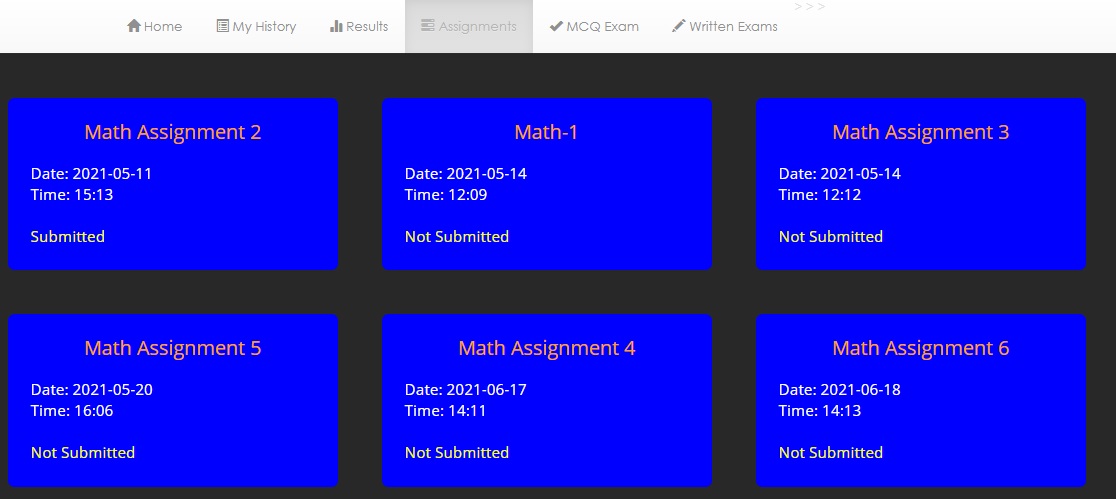 > > >
Home My History Results Assignments MCQ Exam Written Exams
Math Assignment 2
Date: 2021-05-11
Time: 15:13
Submitted
Math-1
Date: 2021-05-14
Time: 12:09
Not Submitted
Math Assignment 3
Date: 2021-05-14
Time: 12:12
Not Submitted
Math Assignment 5
Date: 2021-05-20
Time: 16:06
Not Submitted
Math Assignment 4
Date: 2021-06-17
Time: 14:11
Not Submitted
Math Assignment 6
Date: 2021-06-18
Time: 14:13
Not Submitted